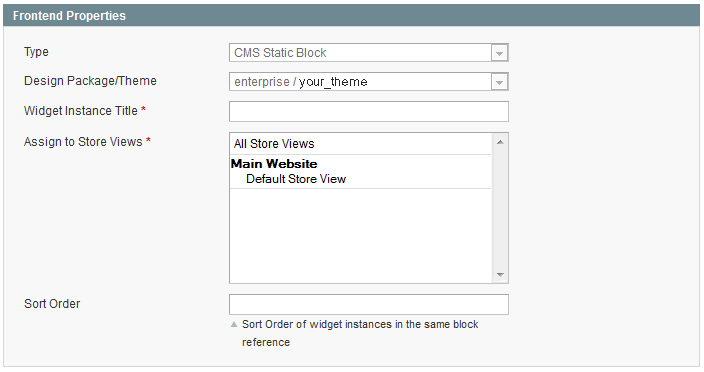 Frontend Properties
Type
CMS Static Block
Design Package/Theme
enterprise / your_theme
Widget Instance Title *
Assign to Store Views *
All Store Views
Main Website
Default Store View
Sort Order
Sort Order of widget instances in the same block
reference